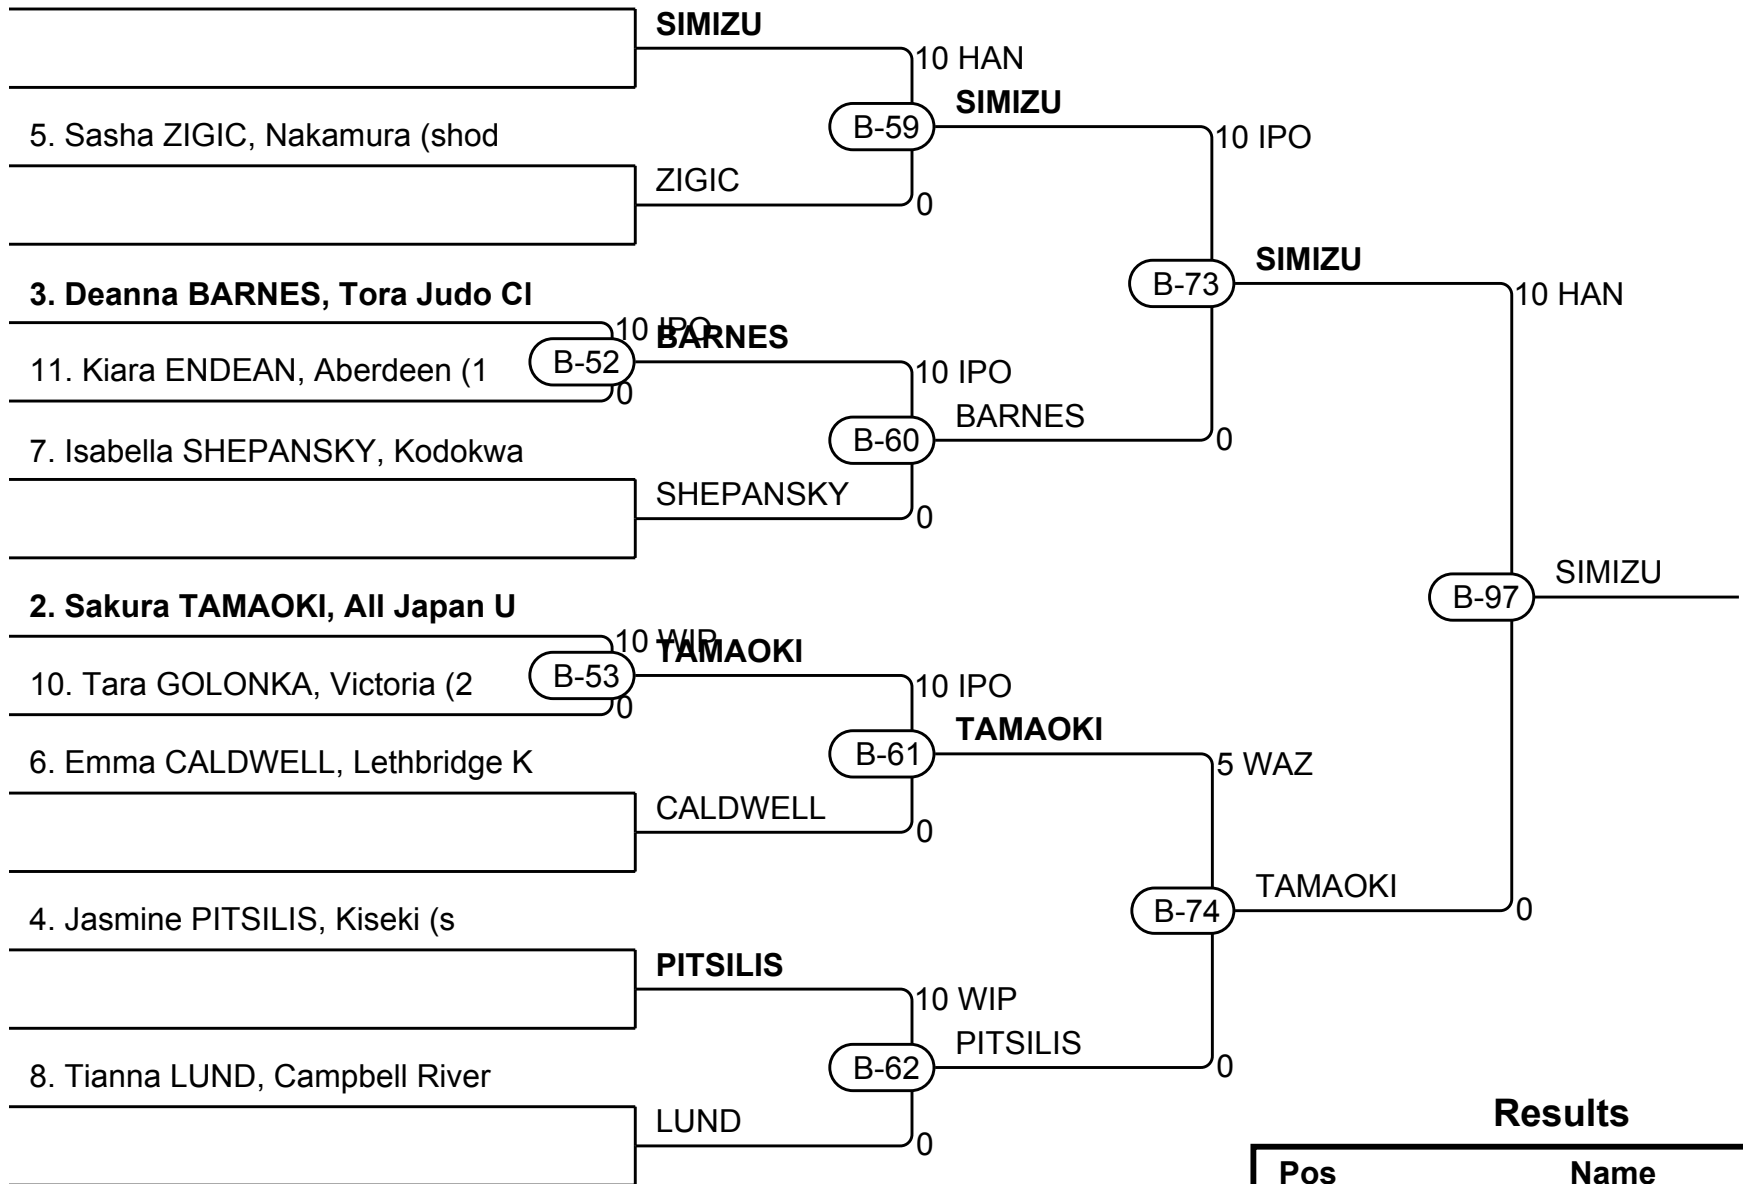 SIMIZU
10 HAN
SIMIZU
5. Sasha ZIGIC, Nakamura (shod
B-59
10 IPO
ZIGIC
0
SIMIZU
B-73
10 HAN
3. Deanna BARNES, Tora Judo Cl
10 IPO
BARNES
11. Kiara ENDEAN, Aberdeen (1
B-52
0
10 IPO
BARNES
B-60
0
7. Isabella SHEPANSKY, Kodokwa
SHEPANSKY
0
SIMIZU
B-97
2. Sakura TAMAOKI, All Japan U
10 WIP
TAMAOKI
10. Tara GOLONKA, Victoria (2
B-53
0
10 IPO
TAMAOKI
B-61
5 WAZ
6. Emma CALDWELL, Lethbridge K
CALDWELL
0
TAMAOKI
B-74
0
4. Jasmine PITSILIS, Kiseki (s
PITSILIS
10 WIP
PITSILIS
B-62
0
8. Tianna LUND, Campbell River
LUND
0
Results
Pos Name